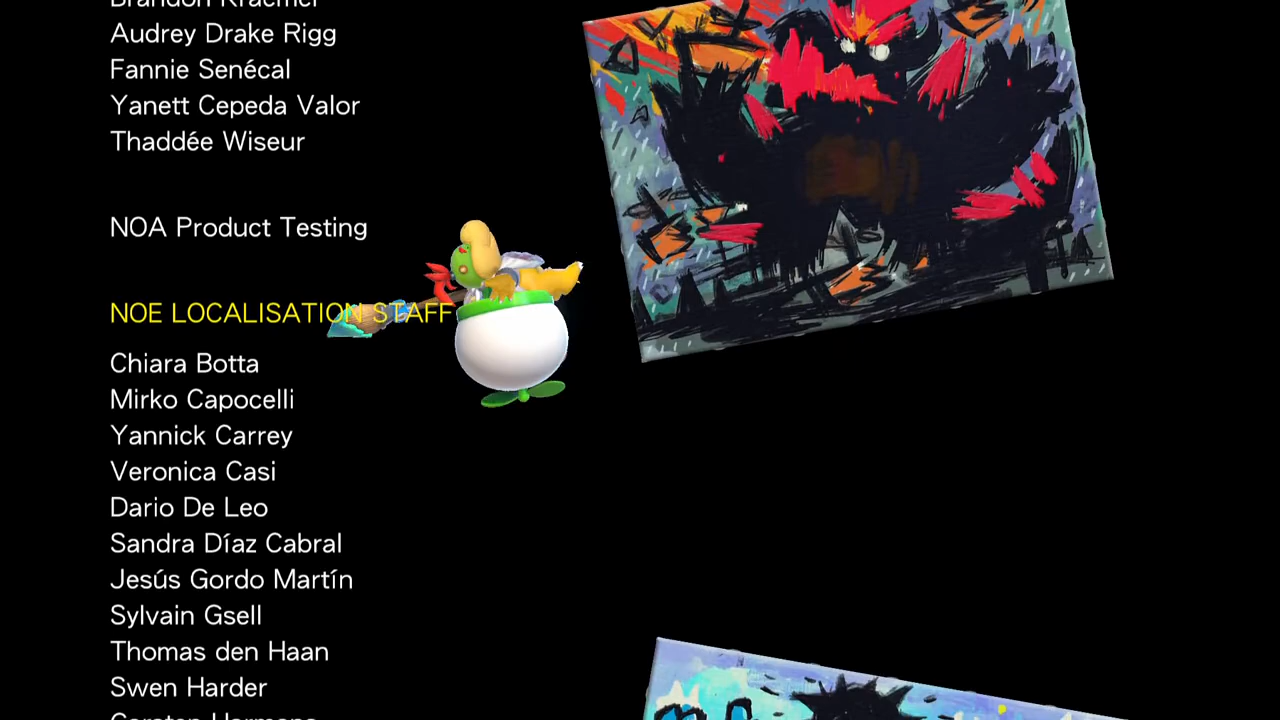 Audrey Drake Rigg
Fannie Senécal
Yanett Cepeda Valor
Thaddée Wiseur
NOA Product Testing
NOE LOCALISATION STAFF
Chiara Botta
Mirko Capocelli
Yannick Carrey
Veronica Casi
Dario De Leo
Sandra Díaz Cabral
Jesús Gordo Martín
Sylvain Gsell
Thomas den Haan
Swen Harder